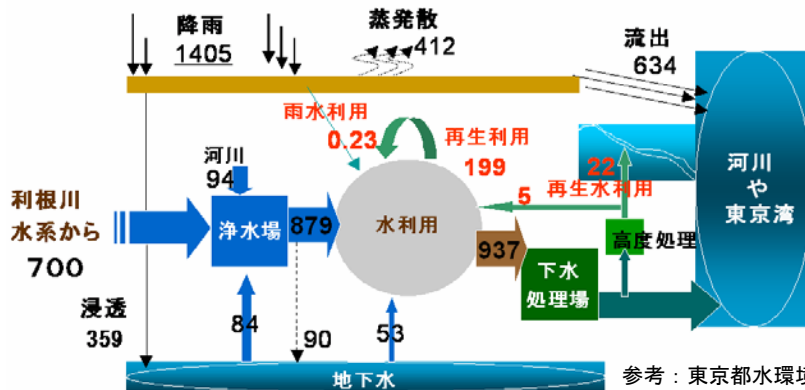 降雨
1405
蒸発散
412
流出
634
雨水利用
0.23
再生利用
199
22
再生水利用
5
河川
94
利根川
水系から
700
浄水場
879
水利用
937
高度処理
下水
処理場
河川
や
東京湾
浸透
359
84
90
53
地下水
参考：東京都水環境